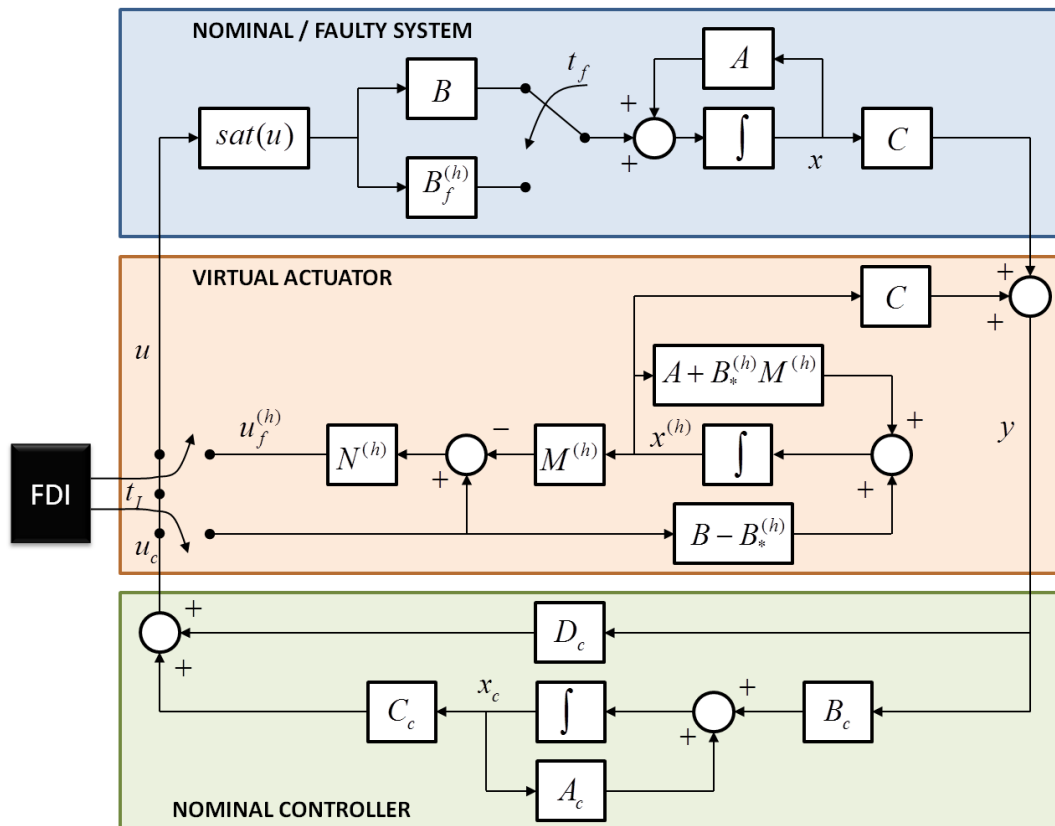 NOMINAL / FAULTY SYSTEM
A
t_f
B
+
sat(u)
∫
C
+
x
B_f^{(h)}
VIRTUAL ACTUATOR
+
C
+
u
A + B_*^{(h)} M^{(h)}
y
u_f^{(h)}
−
x^{(h)}
+
N^{(h)}
M^{(h)}
∫
+
+
FDI
t_I
u_c
B − B_*^{(h)}
+
D_c
+
x_c
+
C_c
∫
B_c
+
A_c
NOMINAL CONTROLLER